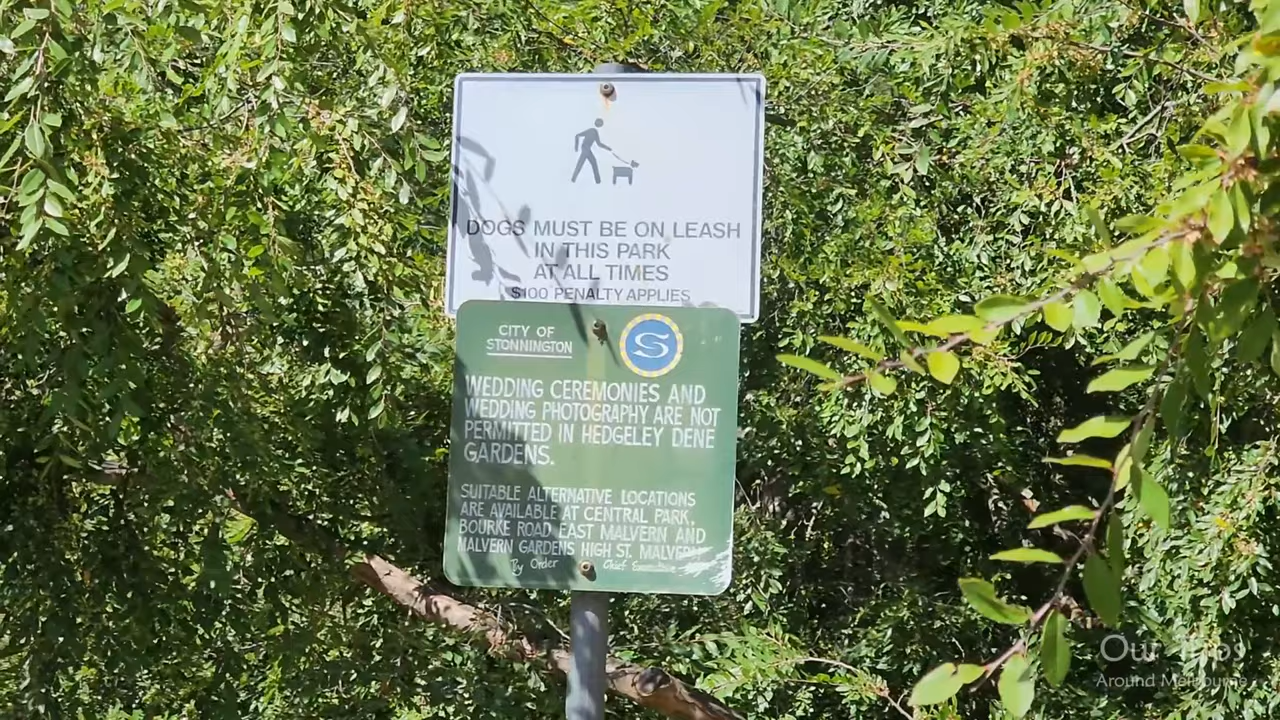 DOGS MUST BE ON LEASH
IN THIS PARK
AT ALL TIMES
$100 PENALTY APPLIES
CITY OF
STONNINGTON
S
WEDDING CEREMONIES AND
WEDDING PHOTOGRAPHY ARE NOT
PERMITTED IN HEDGELEY DENE
GARDENS.
SUITABLE ALTERNATIVE LOCATIONS
ARE AVAILABLE AT CENTRAL PARK,
BOURKE ROAD EAST MALVERN AND
MALVERN GARDENS HIGH ST. MALVERN
By Order Chief Executive
Our Trips
Around Melbourne